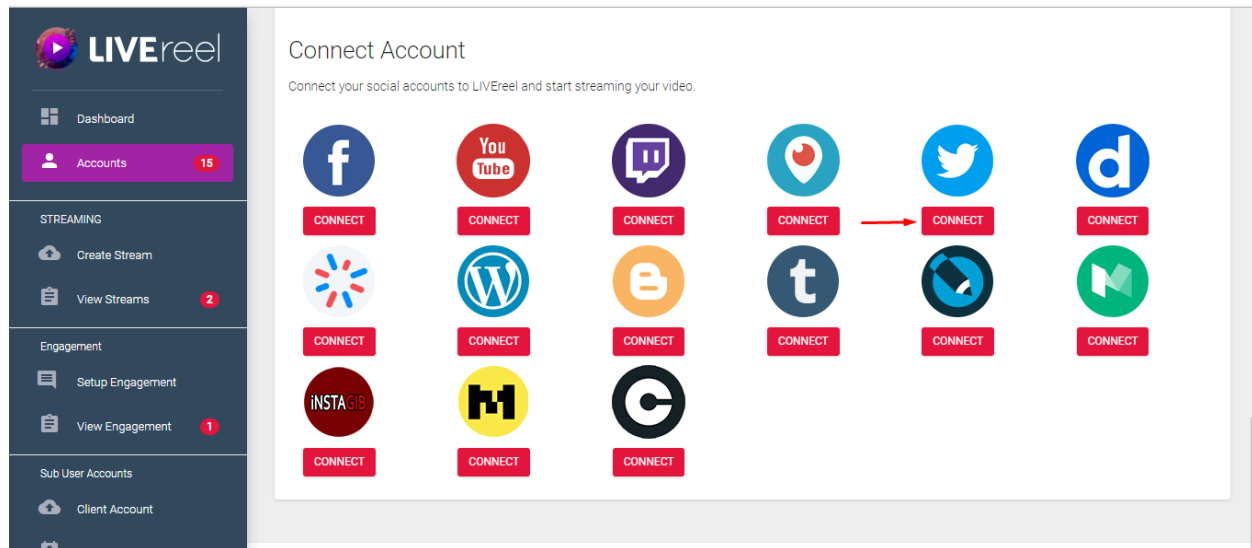 LIVEreel
Dashboard
Accounts 15
STREAMING
Create Stream
View Streams 2
Engagement
Setup Engagement
View Engagement 1
Sub User Accounts
Client Account
Connect Account
Connect your social accounts to LIVEreel and start streaming your video.
f You Tube t d
CONNECT CONNECT CONNECT CONNECT CONNECT CONNECT
W B t M
CONNECT CONNECT CONNECT CONNECT CONNECT CONNECT
iNSTAGIB M C
CONNECT CONNECT CONNECT